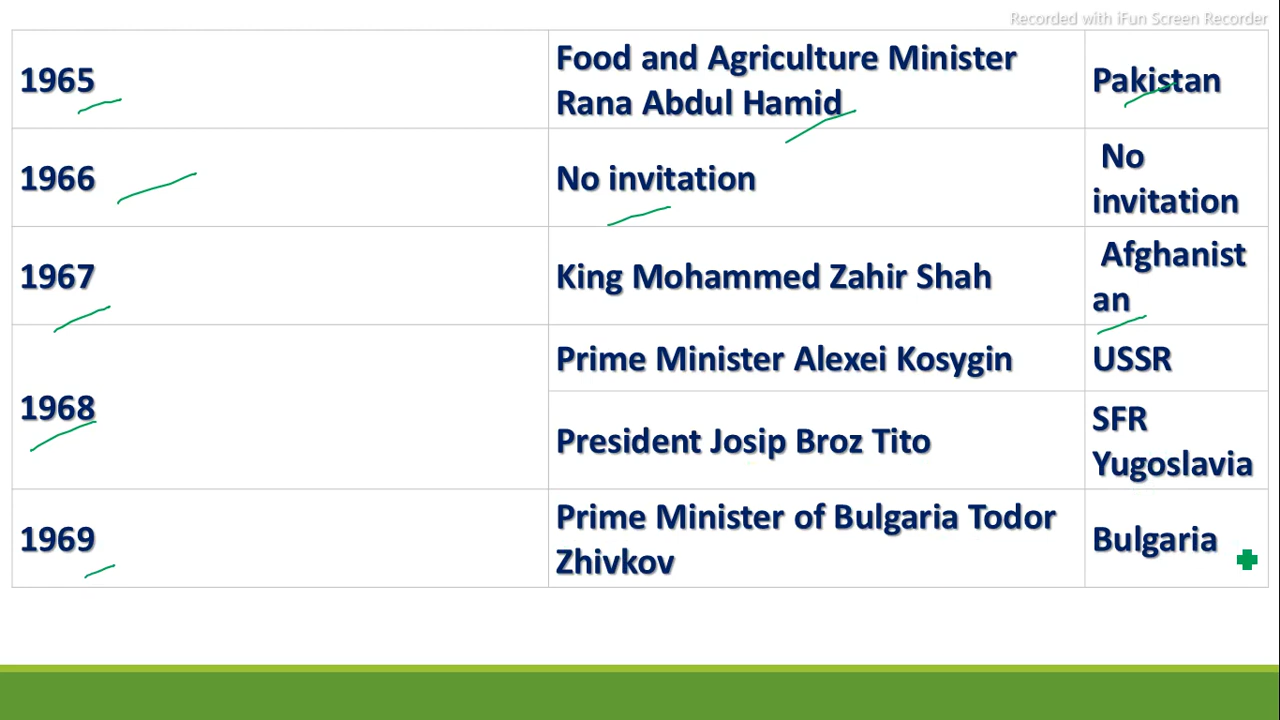 Recorded with iFun Screen Recorder
1965
Food and Agriculture Minister
Rana Abdul Hamid
Pakistan
1966
No invitation
No
invitation
1967
King Mohammed Zahir Shah
Afghanist
an
1968
Prime Minister Alexei Kosygin
USSR
President Josip Broz Tito
SFR
Yugoslavia
1969
Prime Minister of Bulgaria Todor
Zhivkov
Bulgaria